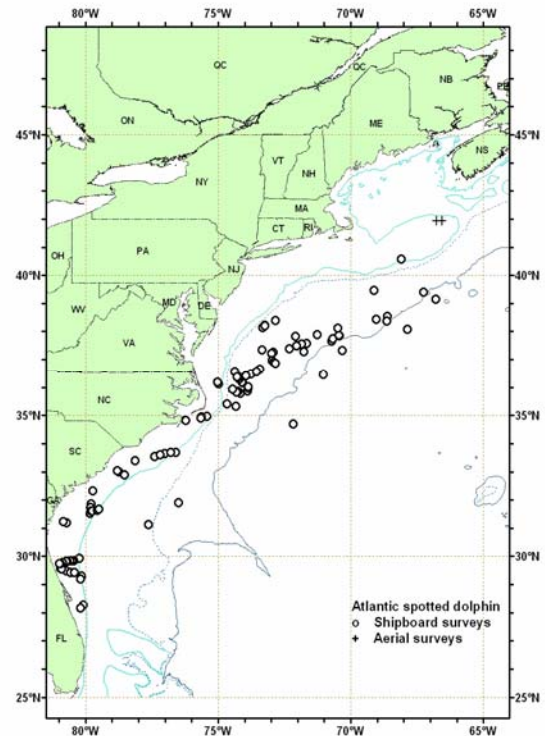 80°W 75°W 70°W 65°W
QC QC NB PE
ON ME
45°N 45°N
VT NH NS
NY
MA
CT RI
PA
40°N OH NJ 40°N
MD DE
WV
VA
35°N NC 35°N
SC
GA
30°N 30°N
Atlantic spotted dolphin
o Shipboard surveys
FL + Aerial surveys
25°N 25°N
80°W 75°W 70°W 65°W